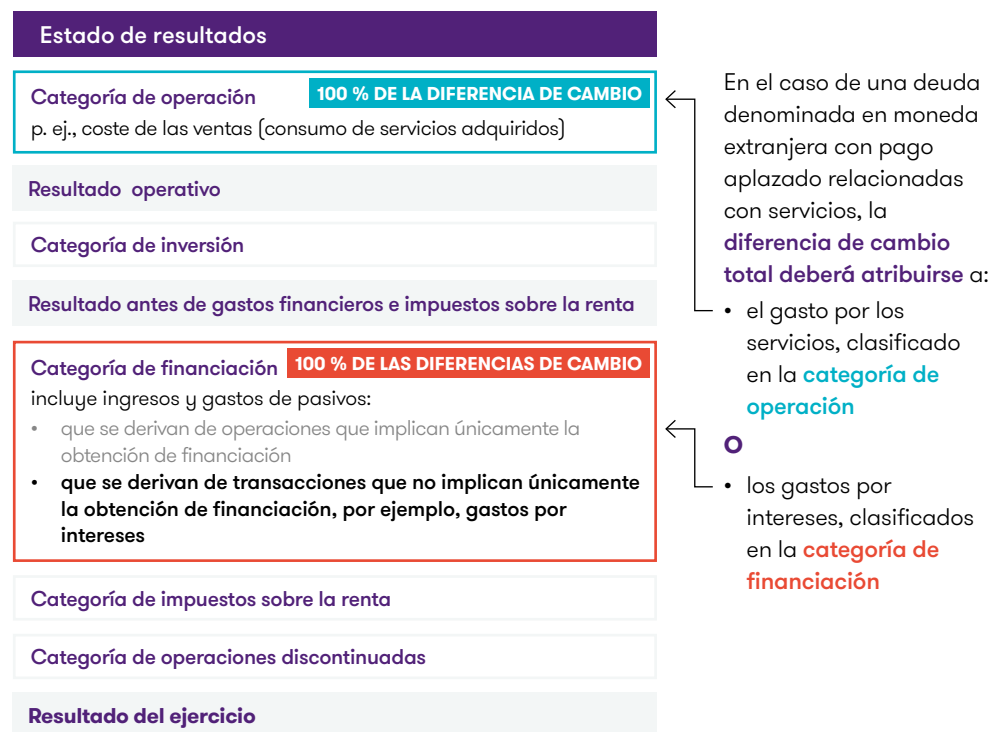 Estado de resultados
Categoría de operación
100 % DE LA DIFERENCIA DE CAMBIO
p. ej., coste de las ventas (consumo de servicios adquiridos)
Resultado operativo
Categoría de inversión
Resultado antes de gastos financieros e impuestos sobre la renta
Categoría de financiación
100 % DE LAS DIFERENCIAS DE CAMBIO
incluye ingresos y gastos de pasivos:
• que se derivan de operaciones que implican únicamente la
obtención de financiación
• que se derivan de transacciones que no implican únicamente
la obtención de financiación, por ejemplo, gastos por
intereses
Categoría de impuestos sobre la renta
Categoría de operaciones discontinuadas
Resultado del ejercicio
En el caso de una deuda
denominada en moneda
extranjera con pago
aplazado relacionadas
con servicios, la
diferencia de cambio
total deberá atribuirse a:
• el gasto por los
servicios, clasificado
en la categoría de
operación
O
• los gastos por
intereses, clasificados
en la categoría de
financiación